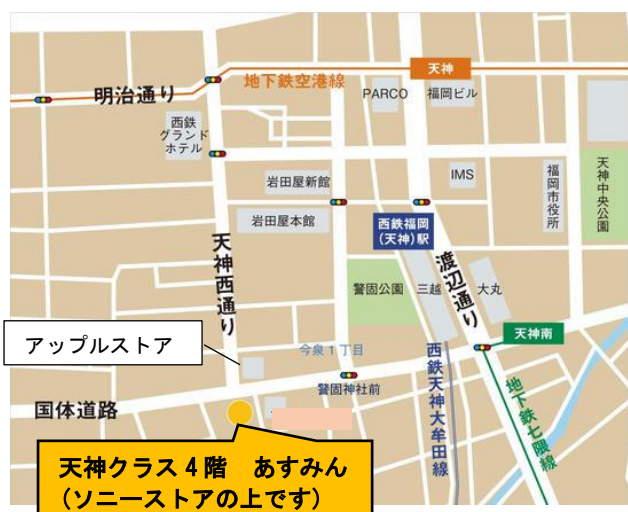 天神
地下鉄空港線
明治通り
PARCO
福岡ビル
西鉄
グランド
ホテル
岩田屋新館
IMS
福岡市役所
天神中央公園
岩田屋本館
西鉄福岡
(天神)駅
天神西通り
渡辺通り
警固公園
三越
大丸
天神南
アップルストア
今泉1丁目
西鉄天神大牟田線
地下鉄七隈線
警固神社前
国体道路
天神クラス4階 あすみん
(ソニーストアの上です)